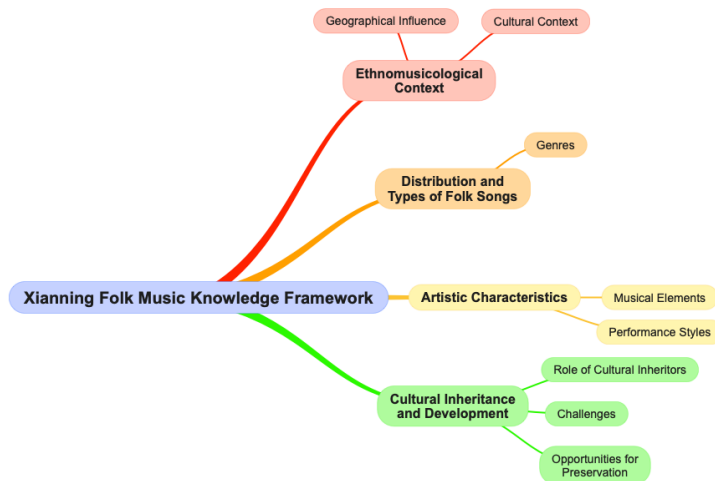 Geographical Influence
Cultural Context
Ethnomusicological
Context
Genres
Distribution and
Types of Folk Songs
Xianning Folk Music Knowledge Framework
Artistic Characteristics
Musical Elements
Performance Styles
Role of Cultural Inheritors
Cultural Inheritance
and Development
Challenges
Opportunities for
Preservation